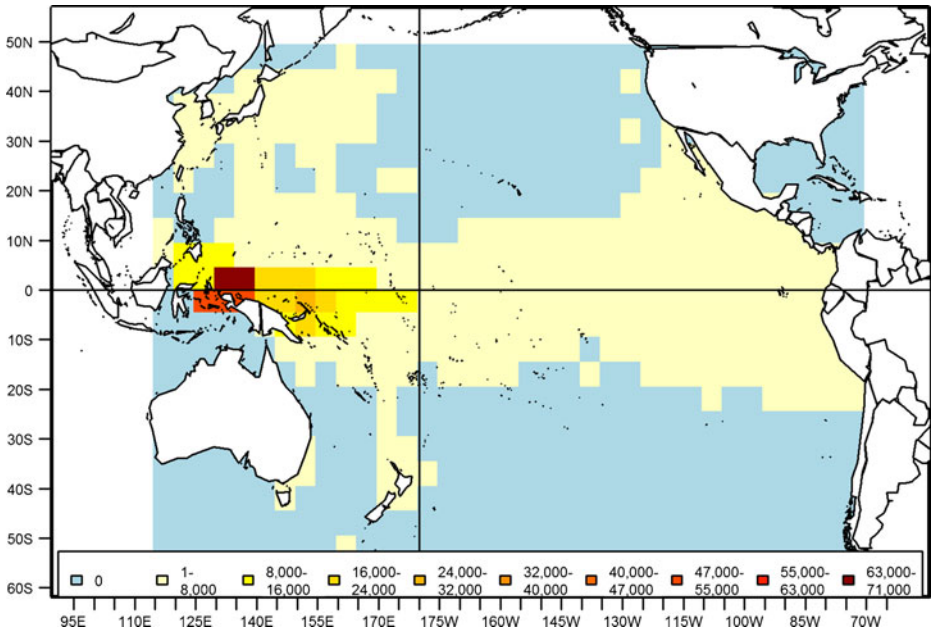 50N
40N
30N
20N
10N
0
10S
20S
30S
40S
50S
60S
0
1-
8,000
8,000-
16,000
16,000-
24,000
24,000-
32,000
32,000-
40,000
40,000-
47,000
47,000-
55,000
55,000-
63,000
63,000-
71,000
95E 110E 125E 140E 155E 170E 175W 160W 145W 130W 115W 100W 85W 70W